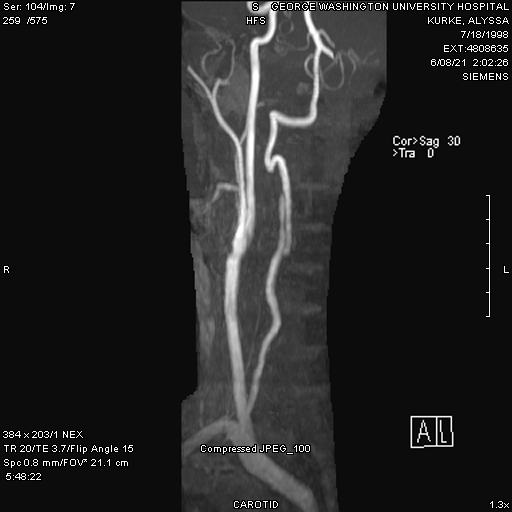 Ser: 104/Img: 7
259 /575
S
HFS
GEORGE WASHINGTON UNIVERSITY HOSPITAL
KURKE, ALYSSA
7/18/1998
EXT:4808635
6/08/21 2:02:26
SIEMENS
Cor>Sag 30
>Tra 0
R
L
384 x 203/1 NEX
TR 20/TE 3.7/Flip Angle 15
Spc 0.8 mm/FOV* 21.1 cm
5:48:22
Compressed JPEG_100
A L
CAROTID
1.3x